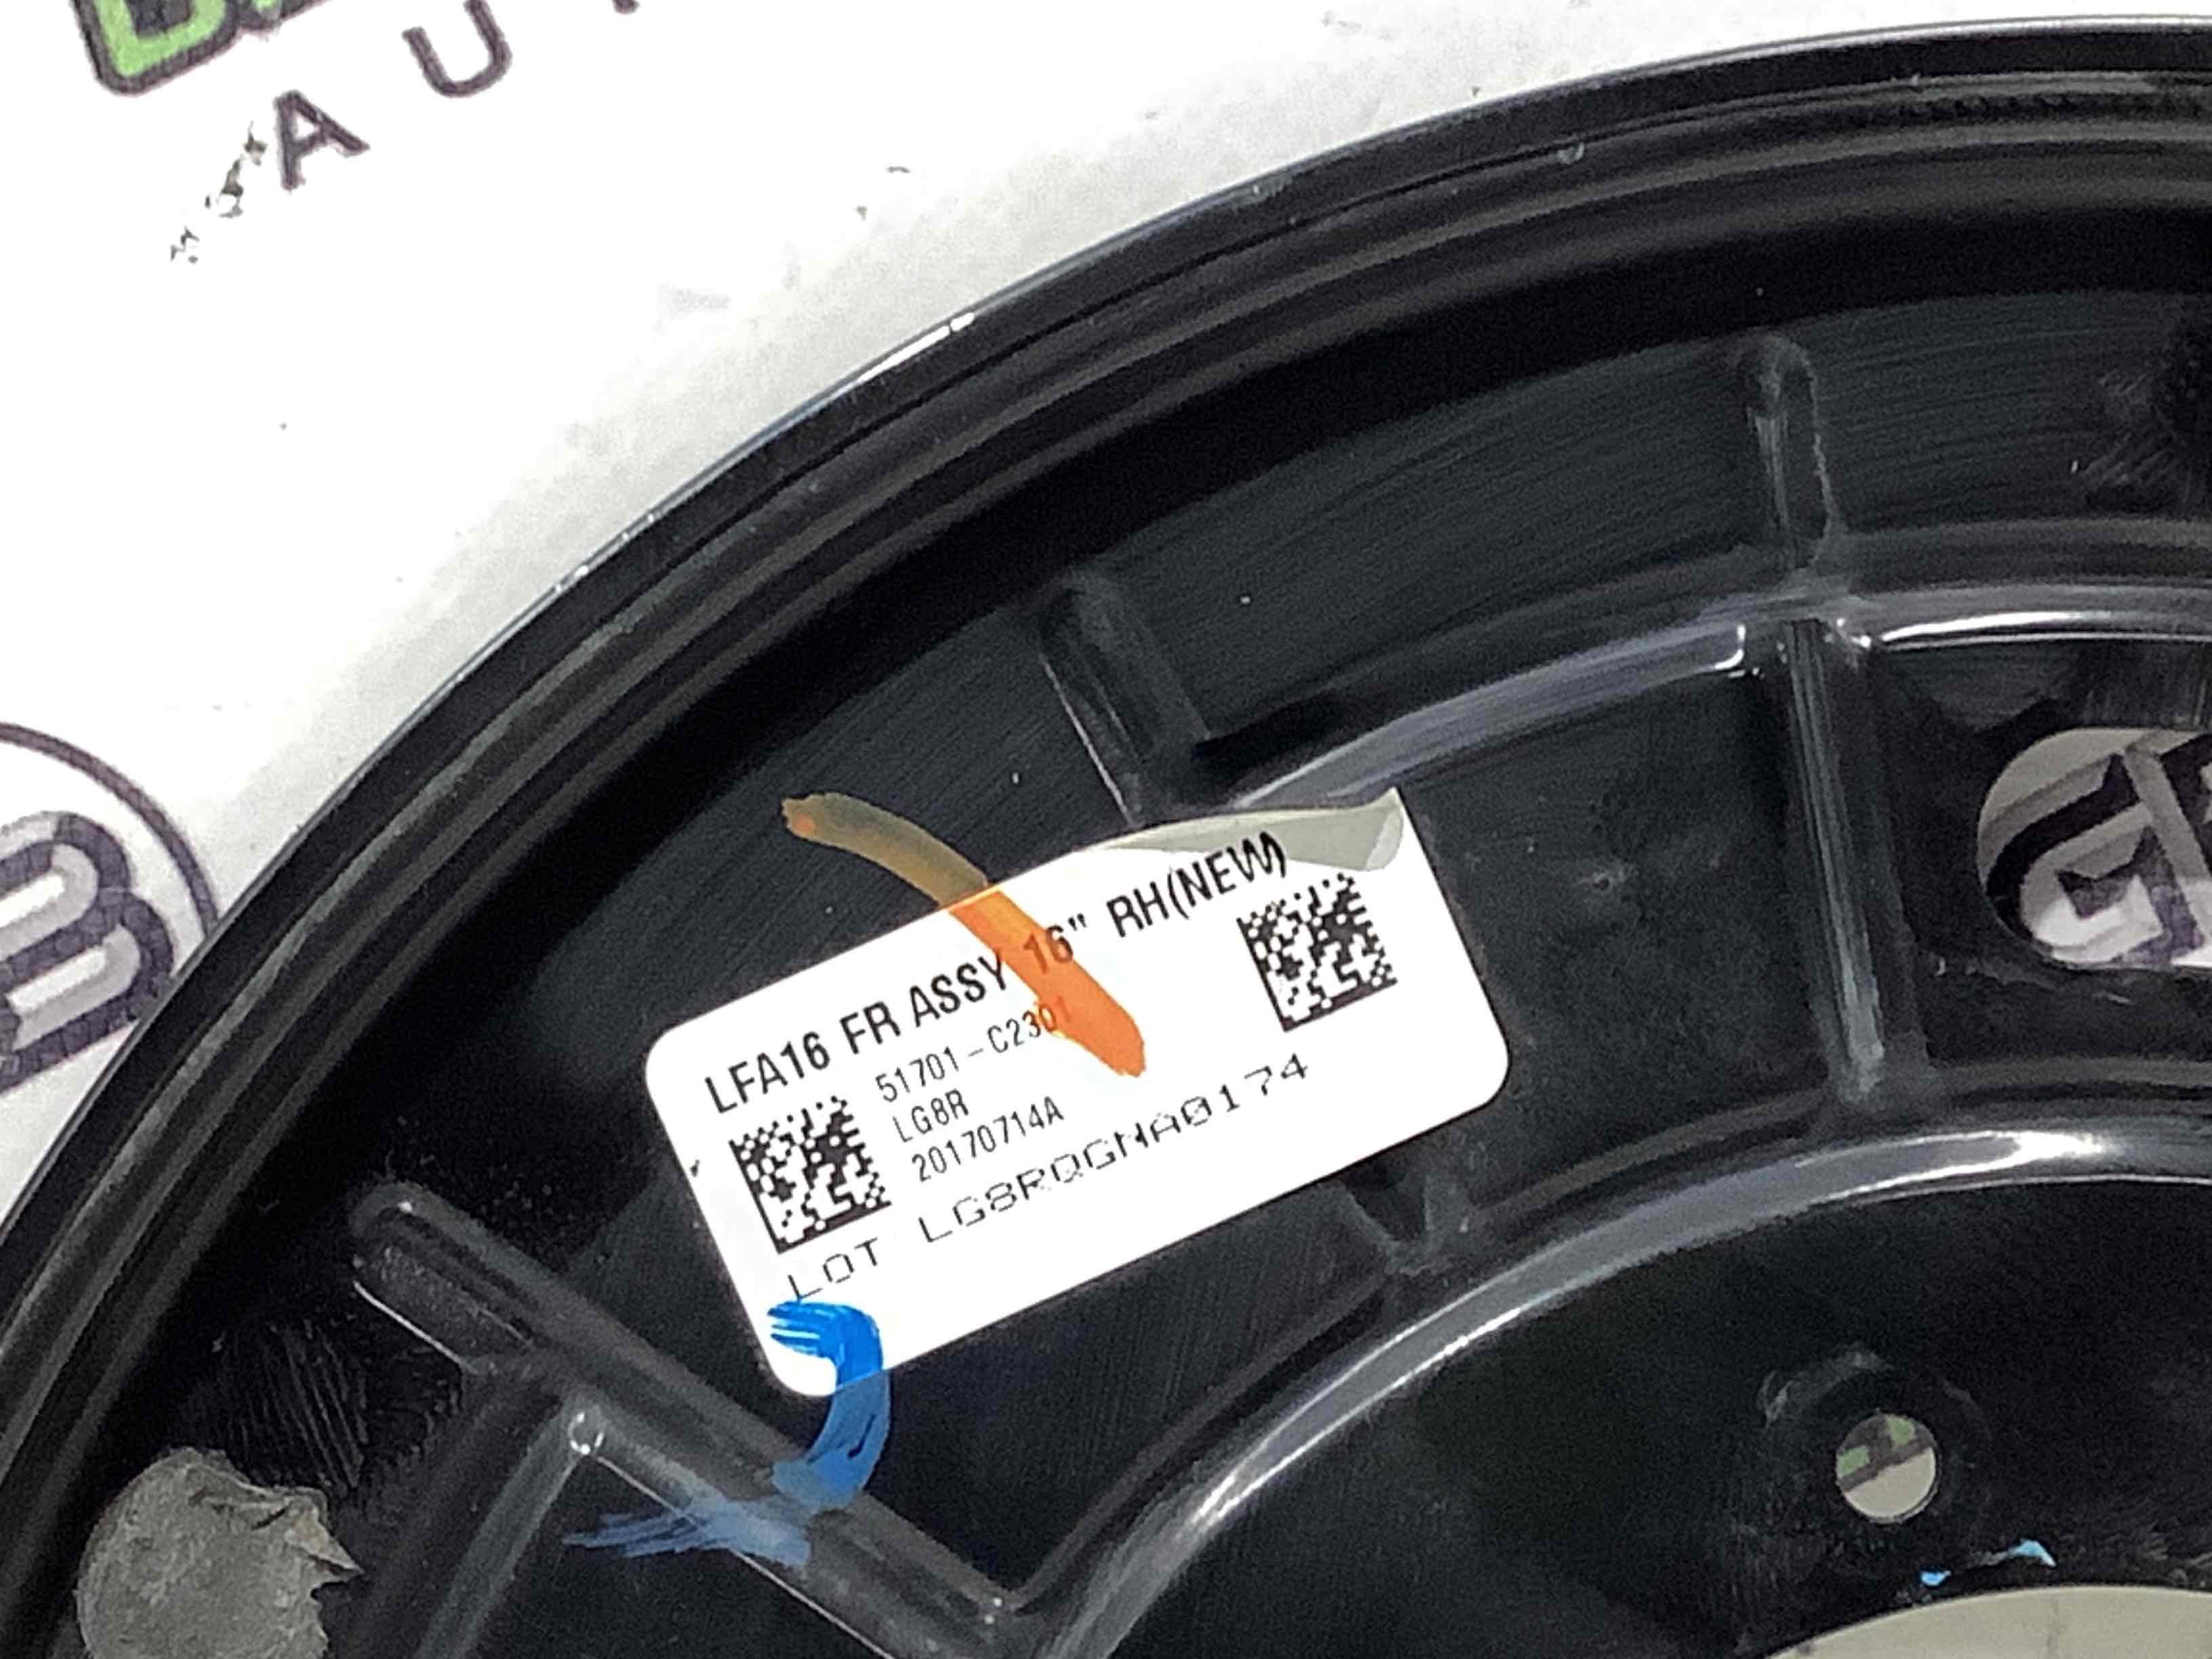 A U
LFA16 FR ASSY 16" RH(NEW)
51701-C2301
LG8R
20170714A
LOT LG8RQGNA0174